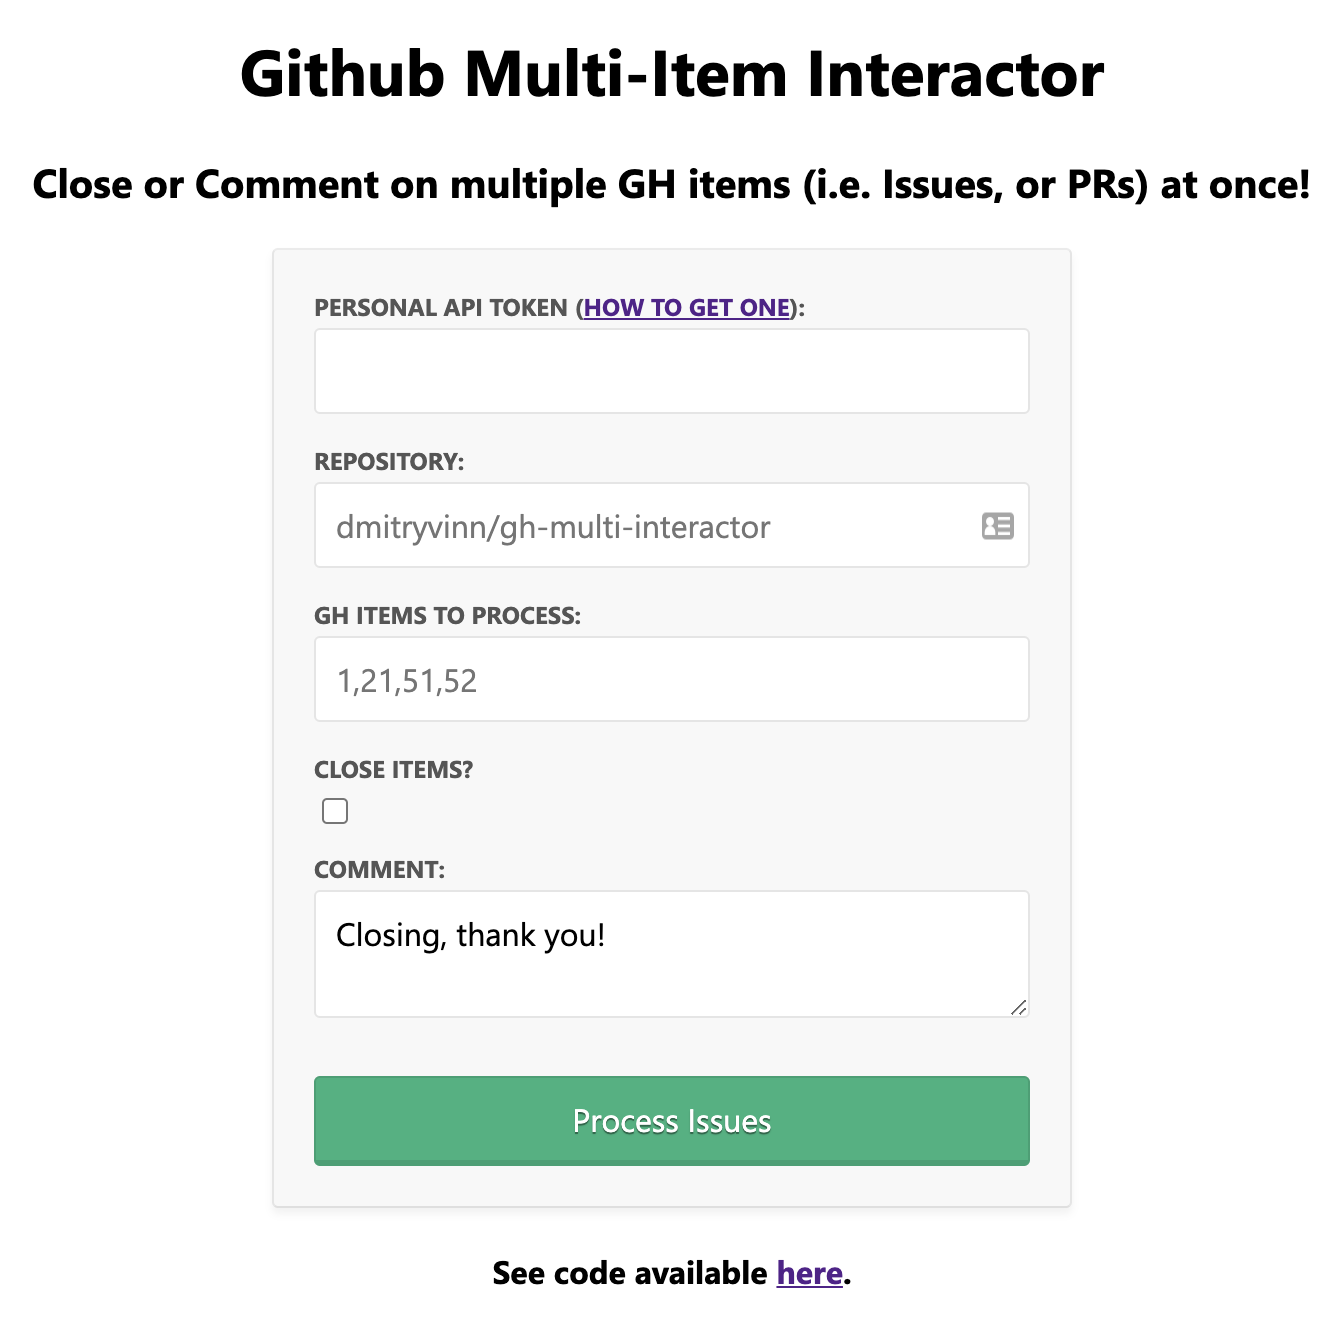 Github Multi-Item Interactor
Close or Comment on multiple GH items (i.e. Issues, or PRs) at once!
PERSONAL API TOKEN (HOW TO GET ONE):
REPOSITORY:
dmitryvinn/gh-multi-interactor
GH ITEMS TO PROCESS:
1,21,51,52
CLOSE ITEMS?
COMMENT:
Closing, thank you!
Process Issues
See code available here.